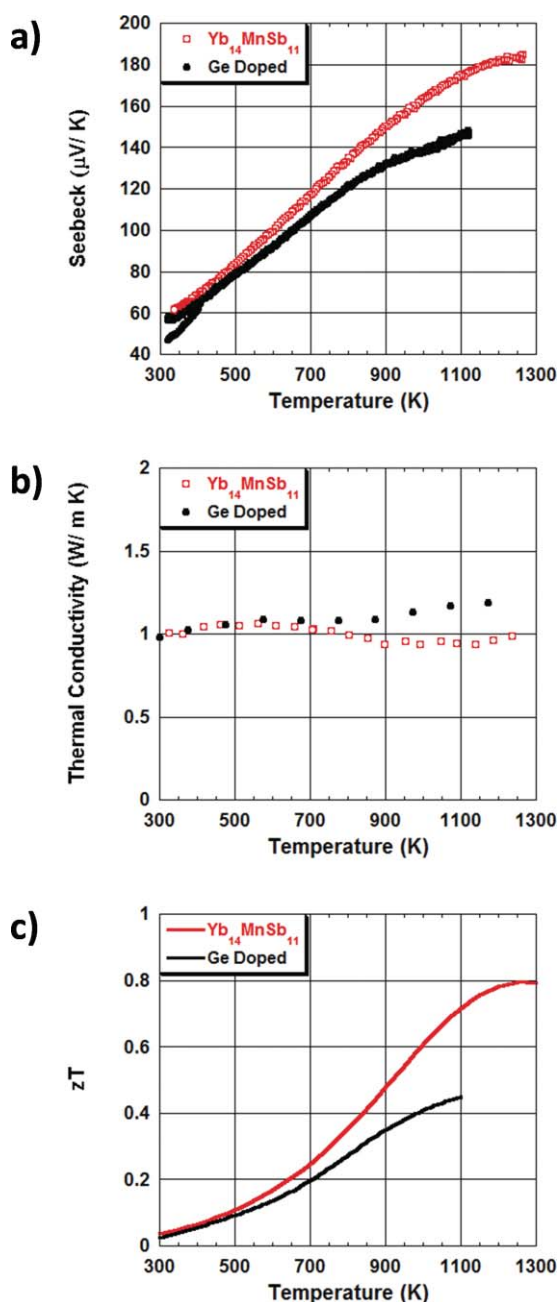 a)
200
180
160
140
120
100
80
60
40
Seebeck (µV/ K)
Yb₁₄MnSb₁₁
Ge Doped
300 500 700 900 1100 1300
Temperature (K)
b)
2
1.5
1
0.5
0
Thermal Conductivity (W/ m K)
Yb₁₄MnSb₁₁
Ge Doped
300 500 700 900 1100 1300
Temperature (K)
c)
1
0.8
0.6
0.4
0.2
0
zT
Yb₁₄MnSb₁₁
Ge Doped
300 500 700 900 1100 1300
Temperature (K)